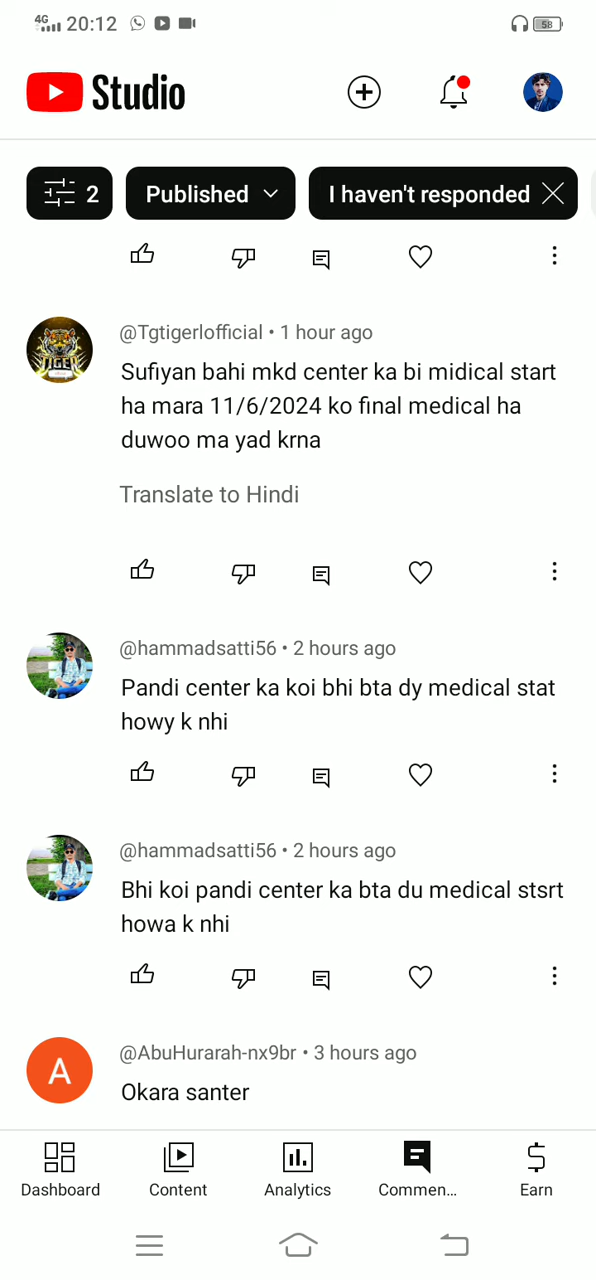 4G 20:12 58
Studio
2 Published I haven't responded
@Tgtigerlofficial • 1 hour ago
Sufiyan bahi mkd center ka bi midical start
ha mara 11/6/2024 ko final medical ha
duwoo ma yad krna
Translate to Hindi
TIGER
@hammadsatti56 • 2 hours ago
Pandi center ka koi bhi bta dy medical stat
howy k nhi
@hammadsatti56 • 2 hours ago
Bhi koi pandi center ka bta du medical stsrt
howa k nhi
A
@AbuHurarah-nx9br • 3 hours ago
Okara santer
Dashboard Content Analytics Commen... Earn